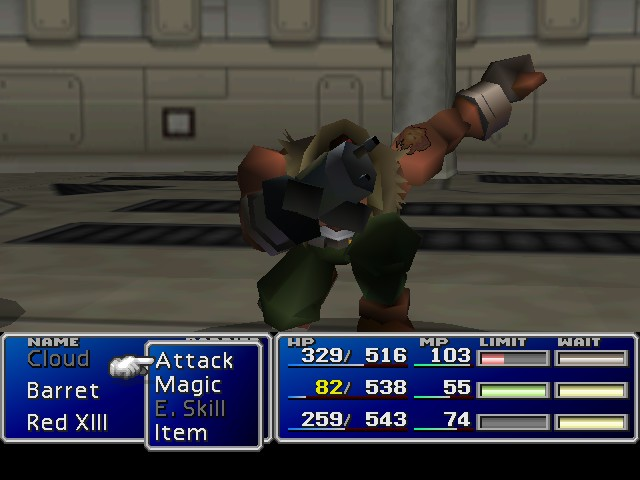 NAME BARRIER HP MP LIMIT WAIT
Cloud Attack 329/ 516 103
Magic
Barret E. Skill 82/ 538 55
Red XIII Item 259/ 543 74